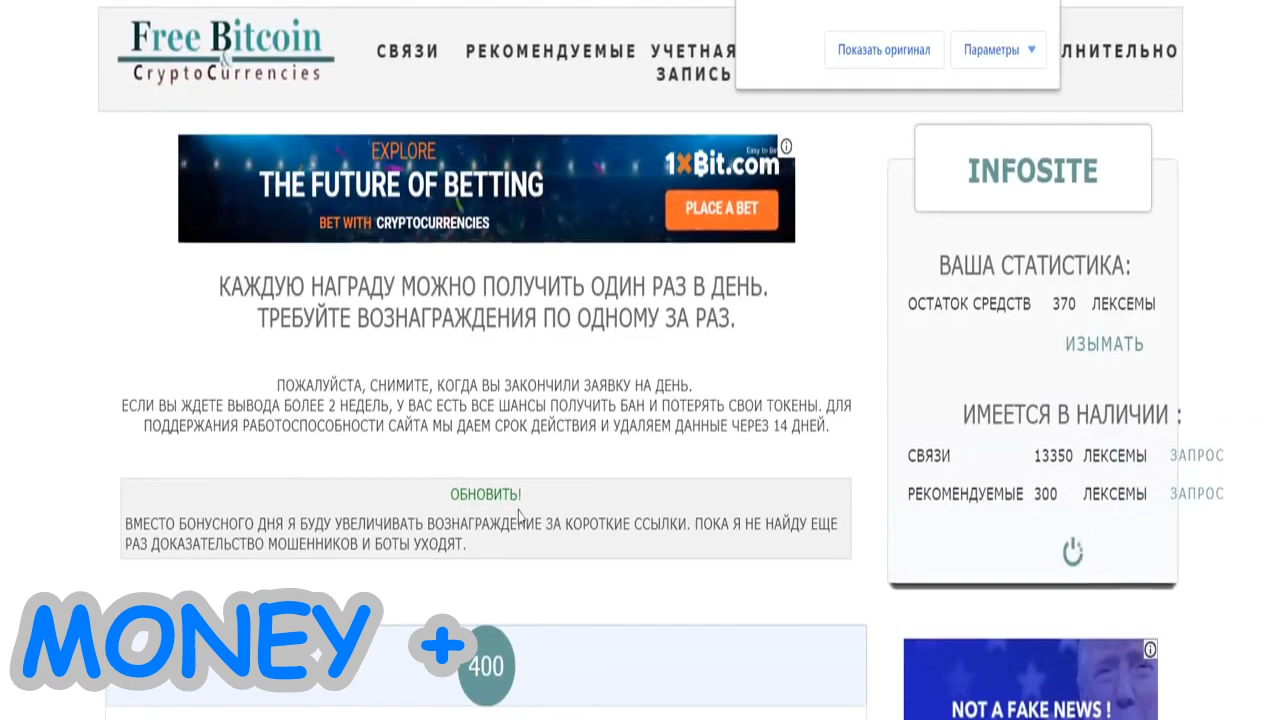 Free Bitcoin
&
CryptoCurrencies
СВЯЗИ РЕКОМЕНДУЕМЫЕ УЧЕТНАЯ
ЗАПИСЬ
ЛНИТЕЛЬНО
Показать оригинал Параметры
EXPLORE
THE FUTURE OF BETTING
BET WITH CRYPTOCURRENCIES
Easy to Be
1XBit.com
PLACE A BET
КАЖДУЮ НАГРАДУ МОЖНО ПОЛУЧИТЬ ОДИН РАЗ В ДЕНЬ.
ТРЕБУЙТЕ ВОЗНАГРАЖДЕНИЯ ПО ОДНОМУ ЗА РАЗ.
ПОЖАЛУЙСТА, СНИМИТЕ, КОГДА ВЫ ЗАКОНЧИЛИ ЗАЯВКУ НА ДЕНЬ.
ЕСЛИ ВЫ ЖДЕТЕ ВЫВОДА БОЛЕЕ 2 НЕДЕЛЬ, У ВАС ЕСТЬ ВСЕ ШАНСЫ ПОЛУЧИТЬ БАН И ПОТЕРЯТЬ СВОИ ТОКЕНЫ. ДЛЯ
ПОДДЕРЖАНИЯ РАБОТОСПОСОБНОСТИ САЙТА МЫ ДАЕМ СРОК ДЕЙСТВИЯ И УДАЛЯЕМ ДАННЫЕ ЧЕРЕЗ 14 ДНЕЙ.
ОБНОВИТЬ!
ВМЕСТО БОНУСНОГО ДНЯ Я БУДУ УВЕЛИЧИВАТЬ ВОЗНАГРАЖДЕНИЕ ЗА КОРОТКИЕ ССЫЛКИ. ПОКА Я НЕ НАЙДУ ЕЩЕ
РАЗ ДОКАЗАТЕЛЬСТВО МОШЕННИКОВ И БОТЫ УХОДЯТ.
INFOSITE
ВАША СТАТИСТИКА:
ОСТАТОК СРЕДСТВ 370 ЛЕКСЕМЫ
ИЗЫМАТЬ
ИМЕЕТСЯ В НАЛИЧИИ :
СВЯЗИ 13350 ЛЕКСЕМЫ ЗАПРОС
РЕКОМЕНДУЕМЫЕ 300 ЛЕКСЕМЫ ЗАПРОС
MONEY +
400
NOT A FAKE NEWS !